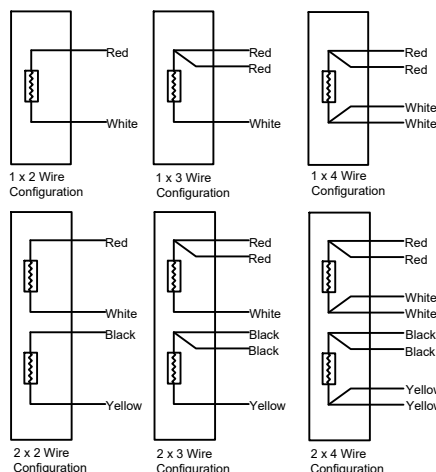 Red
White
1 x 2 Wire
Configuration
Red
Red
White
1 x 3 Wire
Configuration
Red
Red
White
White
1 x 4 Wire
Configuration
Red
White
Black
Yellow
2 x 2 Wire
Configuration
Red
Red
White
Black
Black
Yellow
2 x 3 Wire
Configuration
Red
Red
White
White
Black
Black
Yellow
Yellow
2 x 4 Wire
Configuration